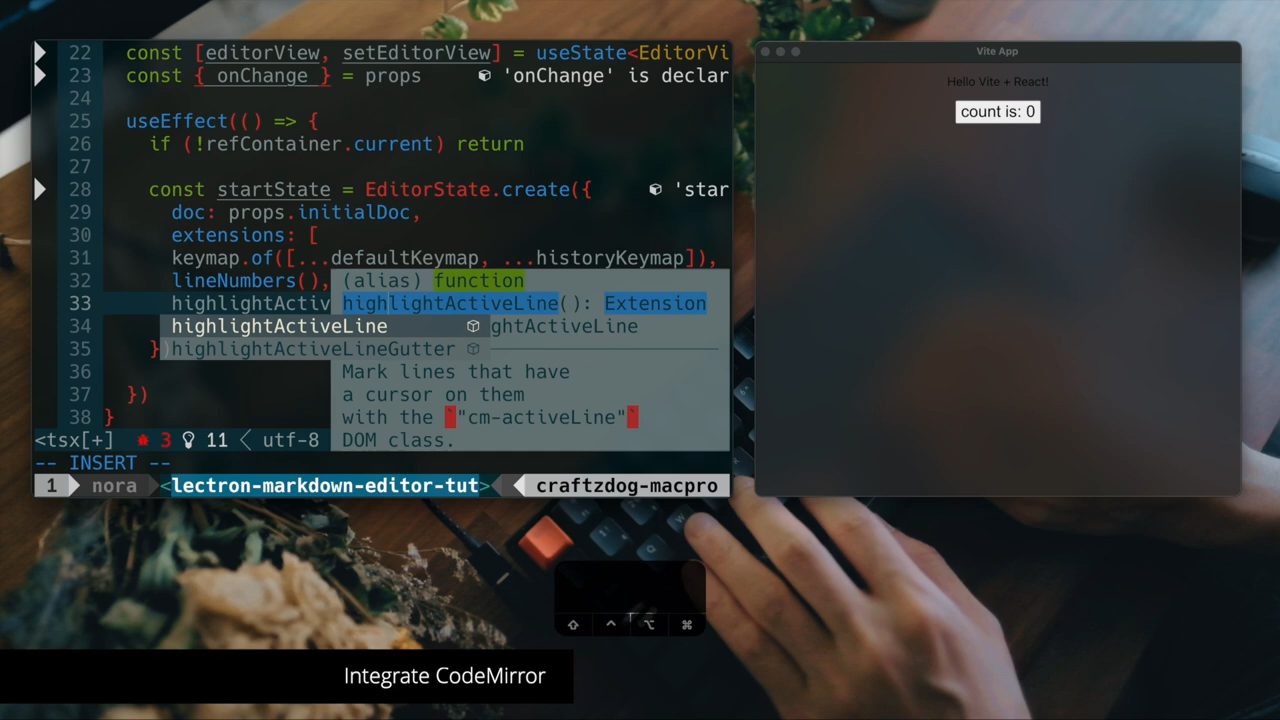 22 const [editorView, setEditorView] = useState<EditorVi
23 const { onChange } = props 'onChange' is declar
24
25 useEffect(() => {
26 if (!refContainer.current) return
27
28 const startState = EditorState.create({ 'star
29 doc: props.initialDoc,
30 extensions: [
31 keymap.of([...defaultKeymap, ...historyKeymap]),
32 lineNumbers(), (alias) function
33 highlightActiv highlightActiveLine(): Extension
34 highlightActiveLine ghtActiveLine
35 })highlightActiveLineGutter
36 Mark lines that have
37 }) a cursor on them
38 } with the `"cm-activeLine"`
DOM class.
<tsx[+] 3 11 < utf-8
-- INSERT --
1 nora <lectron-markdown-editor-tut> craftzdog-macpro
Vite App
Hello Vite + React!
count is: 0
⇧ ^ ⌥ ⌘
Integrate CodeMirror